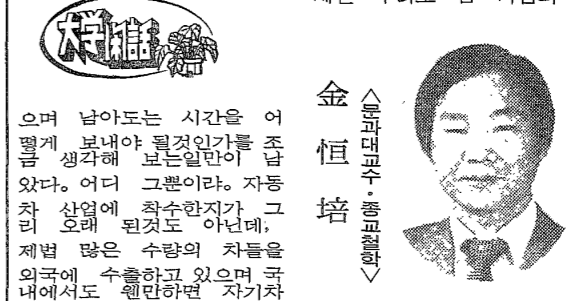 大学閑話
金恒培
<문과대교수·종교철학>
으며 남아도는 시간을 어
떻게 보내야 될것인가를 조
금 생각해 보는일만이 남
았다。어디 그뿐이랴。자동
차 산업에 착수한지가 그
리 오래 된것도 아닌데,
제법 많은 수량의 차들을
외국에 수출하고 있으며 국
내에서도 웬만하면 자기차